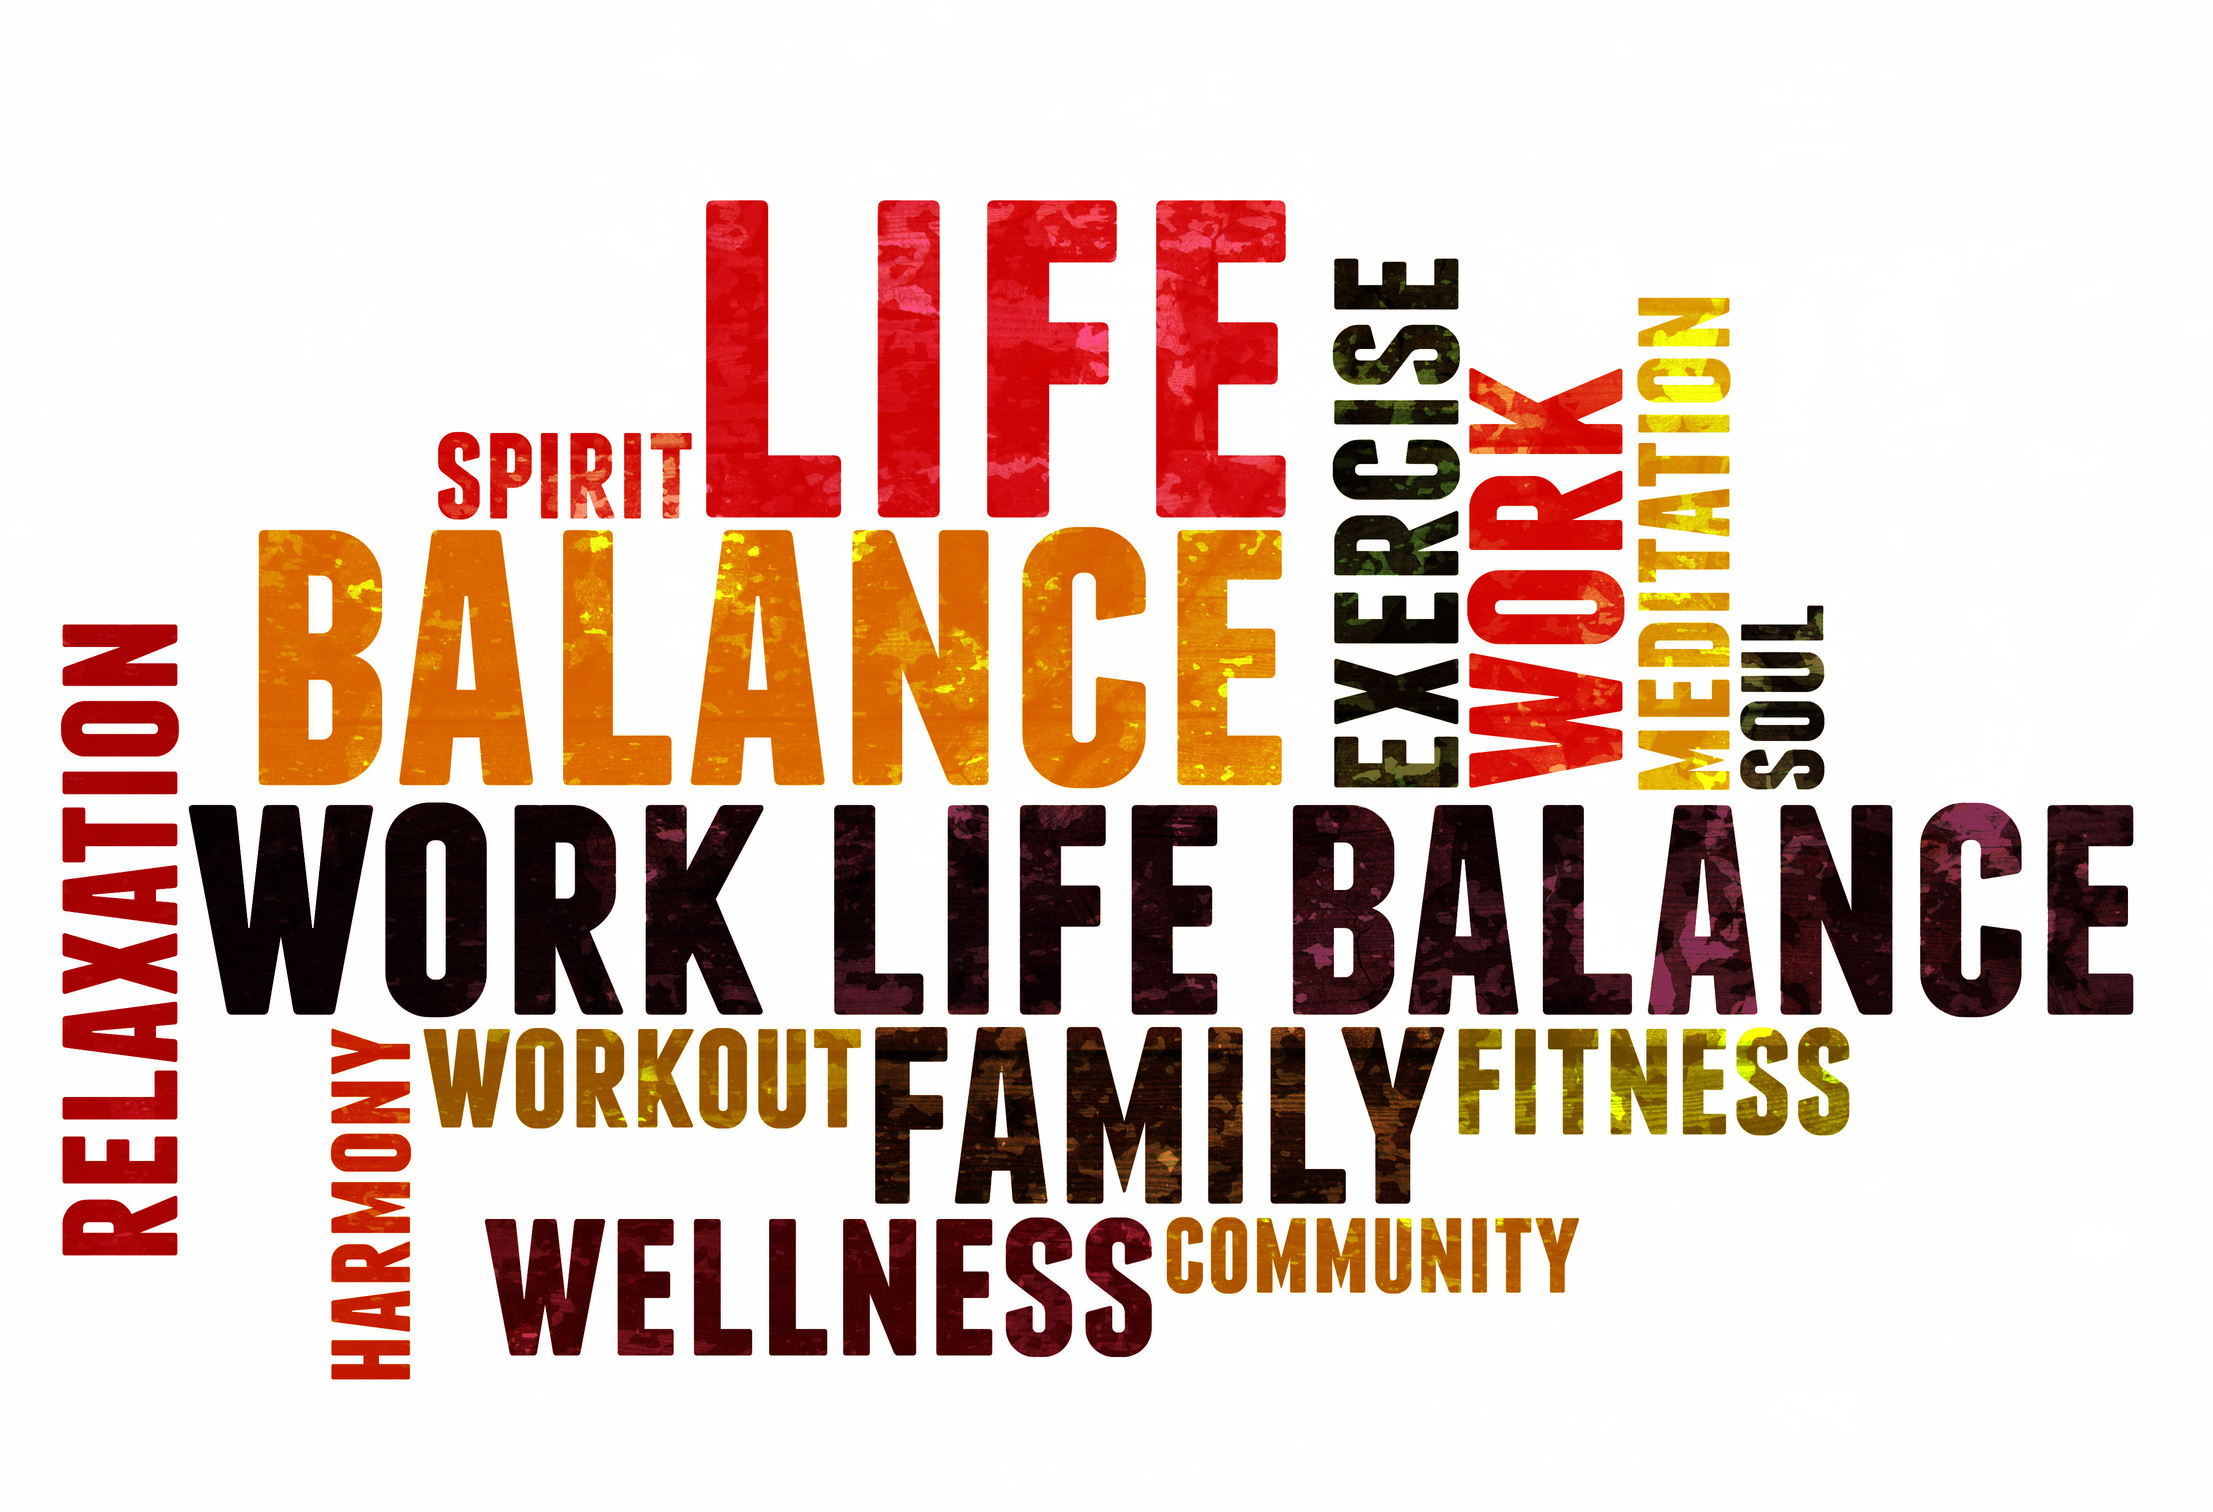 LIFE
SPIRIT
BALANCE
EXERCISE
WORK
MEDITATION
SOUL
RELAXATION
WORK LIFE BALANCE
HARMONY
WORKOUT
FAMILY
FITNESS
WELLNESS
COMMUNITY